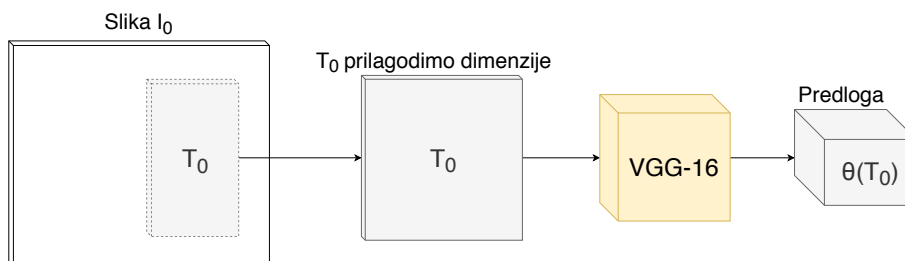 Slika I₀
T₀ prilagodimo dimenzije
Predloga
T₀
T₀
VGG-16
θ(T₀)